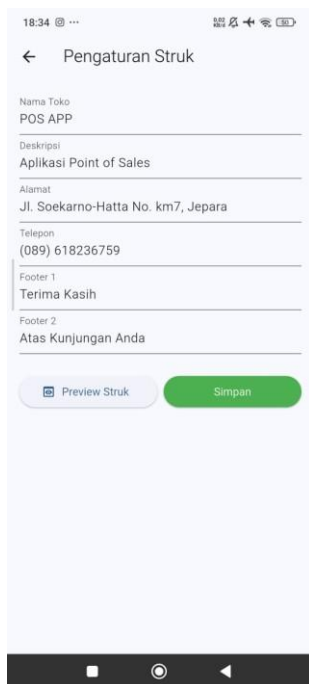 18:34
Pengaturan Struk
Nama Toko
POS APP
Deskripsi
Aplikasi Point of Sales
Alamat
Jl. Soekarno-Hatta No. km7, Jepara
Telepon
(089) 618236759
Footer 1
Terima Kasih
Footer 2
Atas Kunjungan Anda
Preview Struk
Simpan